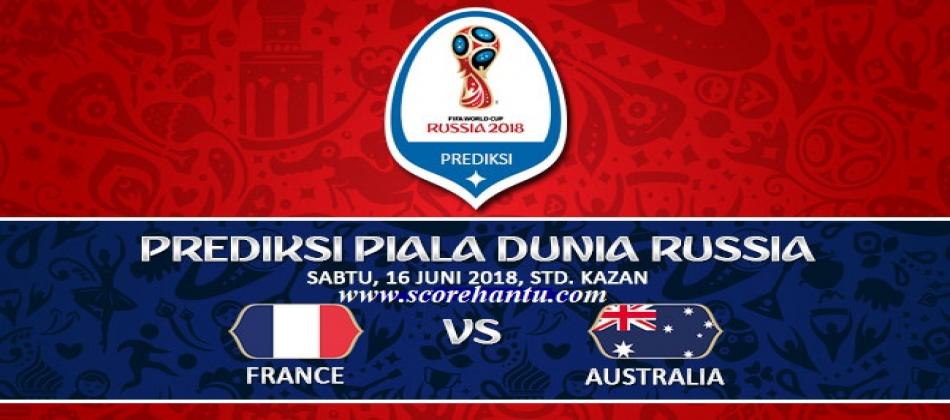 FIFA WORLD CUP
RUSSIA 2018
PREDIKSI
PREDIKSI PIALA DUNIA RUSSIA
SABTU, 16 JUNI 2018, STD. KAZAN
www.scorehantu.com
VS
FRANCE
AUSTRALIA